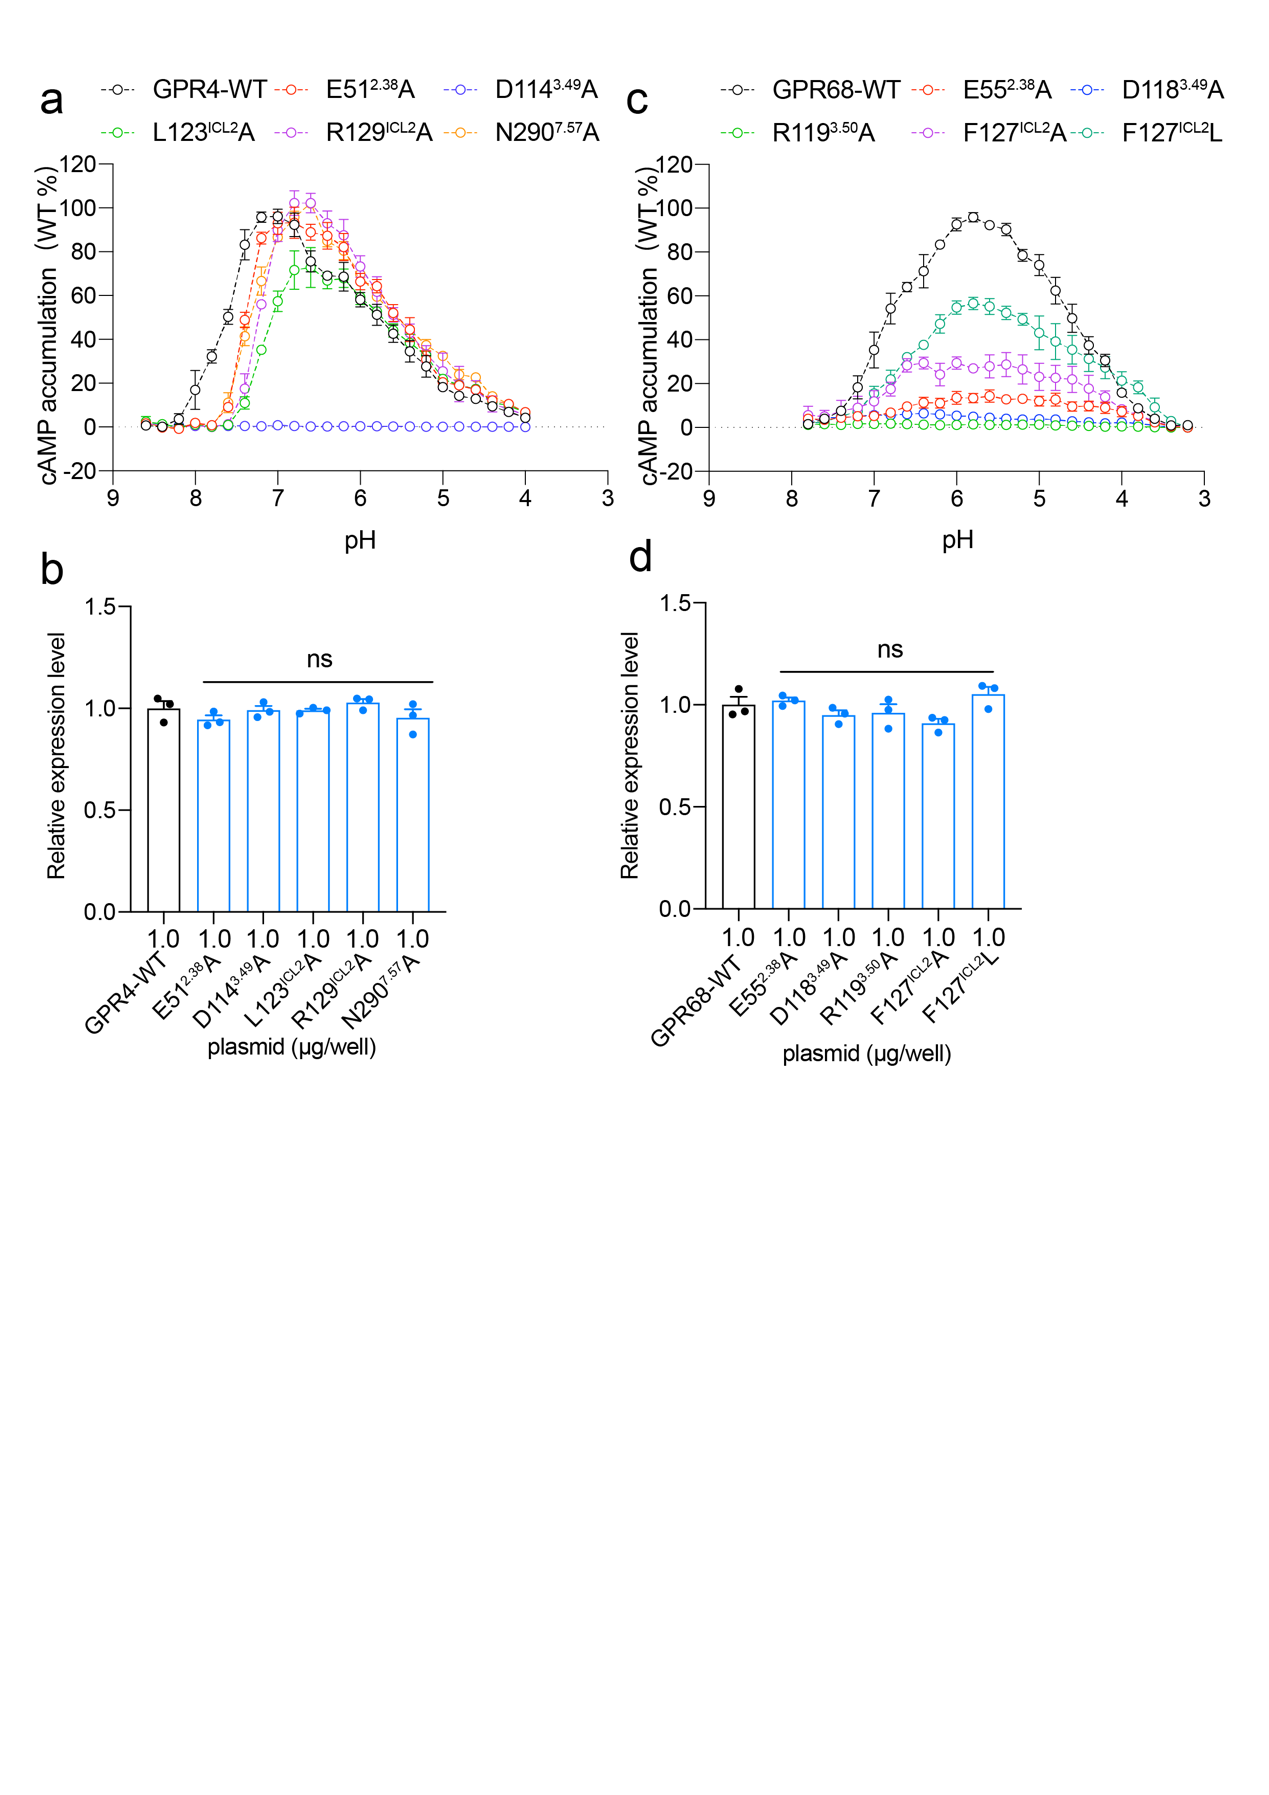 a
GPR4-WT E51²·³⁸A D114³·⁴⁹A
L123ᴵᶜᴸ²A R129ᴵᶜᴸ²A N290⁷·⁵⁷A
cAMP accumulation (WT %)
120
100
80
60
40
20
0
-20
9 8 7 6 5 4 3
pH
c
GPR68-WT E55²·³⁸A D118³·⁴⁹A
R119³·⁵⁰A F127ᴵᶜᴸ²A F127ᴵᶜᴸ²L
cAMP accumulation (WT %)
120
100
80
60
40
20
0
-20
9 8 7 6 5 4 3
pH
b
Relative expression level
1.5
1.0
0.5
0.0
ns
1.0 1.0 1.0 1.0 1.0 1.0
GPR4-WT
E51²·³⁸A
D114³·⁴⁹A
L123ᴵᶜᴸ²A
R129ᴵᶜᴸ²A
N290⁷·⁵⁷A
plasmid (µg/well)
d
Relative expression level
1.5
1.0
0.5
0.0
ns
1.0 1.0 1.0 1.0 1.0 1.0
GPR68-WT
E55²·³⁸A
D118³·⁴⁹A
R119³·⁵⁰A
F127ᴵᶜᴸ²A
F127ᴵᶜᴸ²L
plasmid (µg/well)